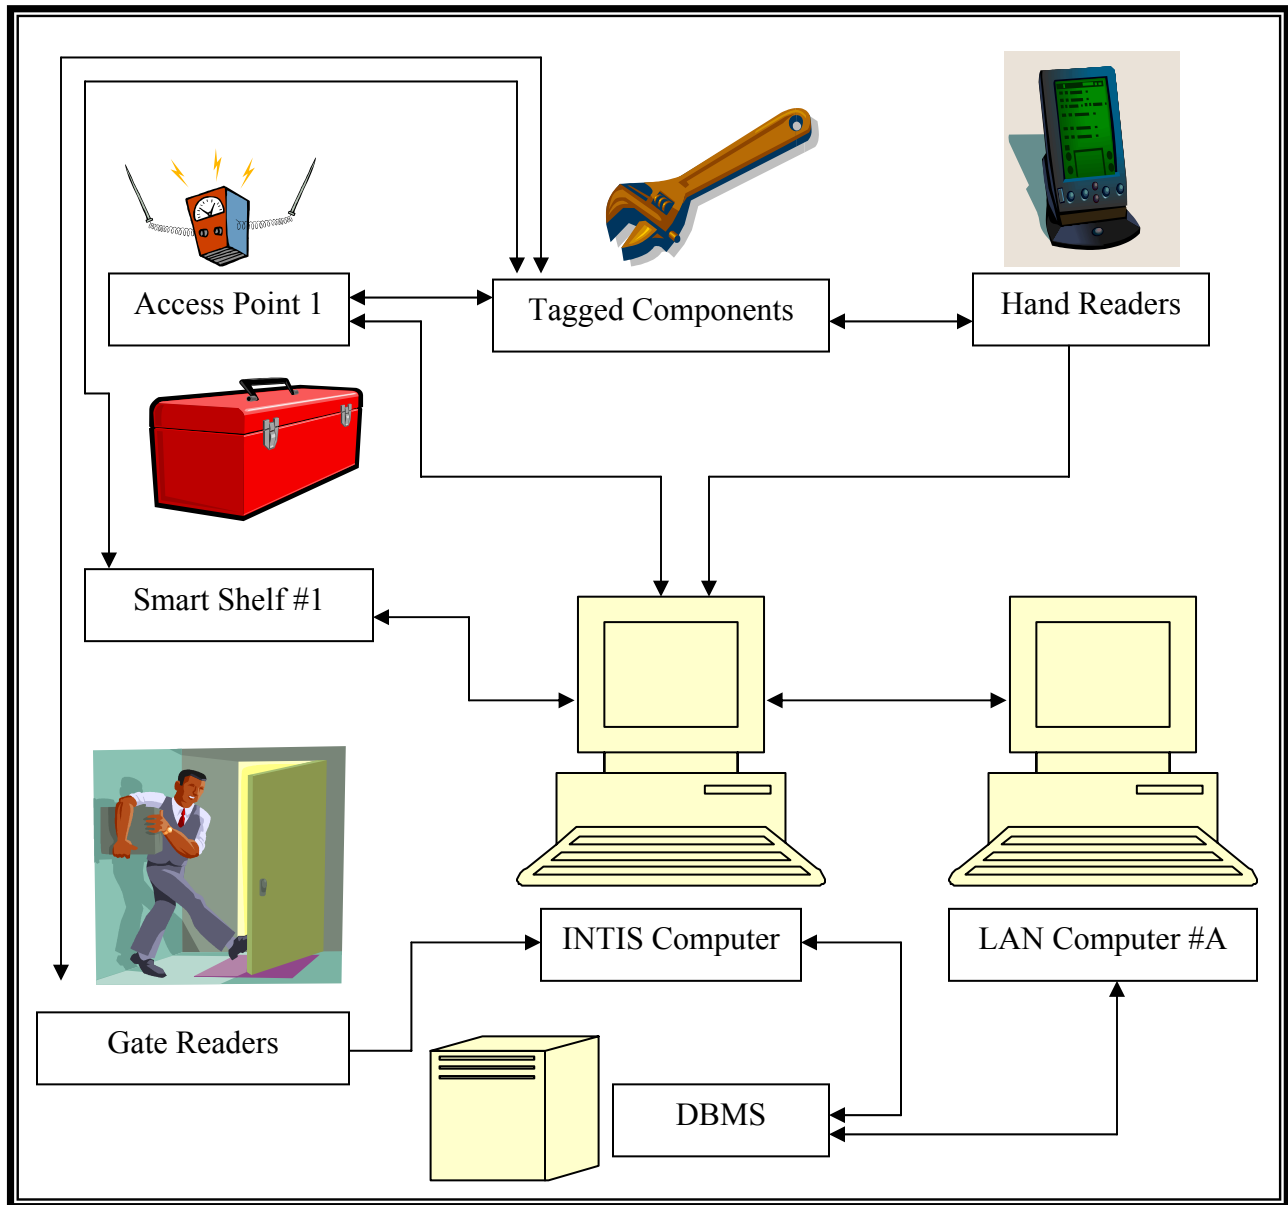 Access Point 1
Tagged Components
Hand Readers
Smart Shelf #1
INTIS Computer
LAN Computer #A
Gate Readers
DBMS